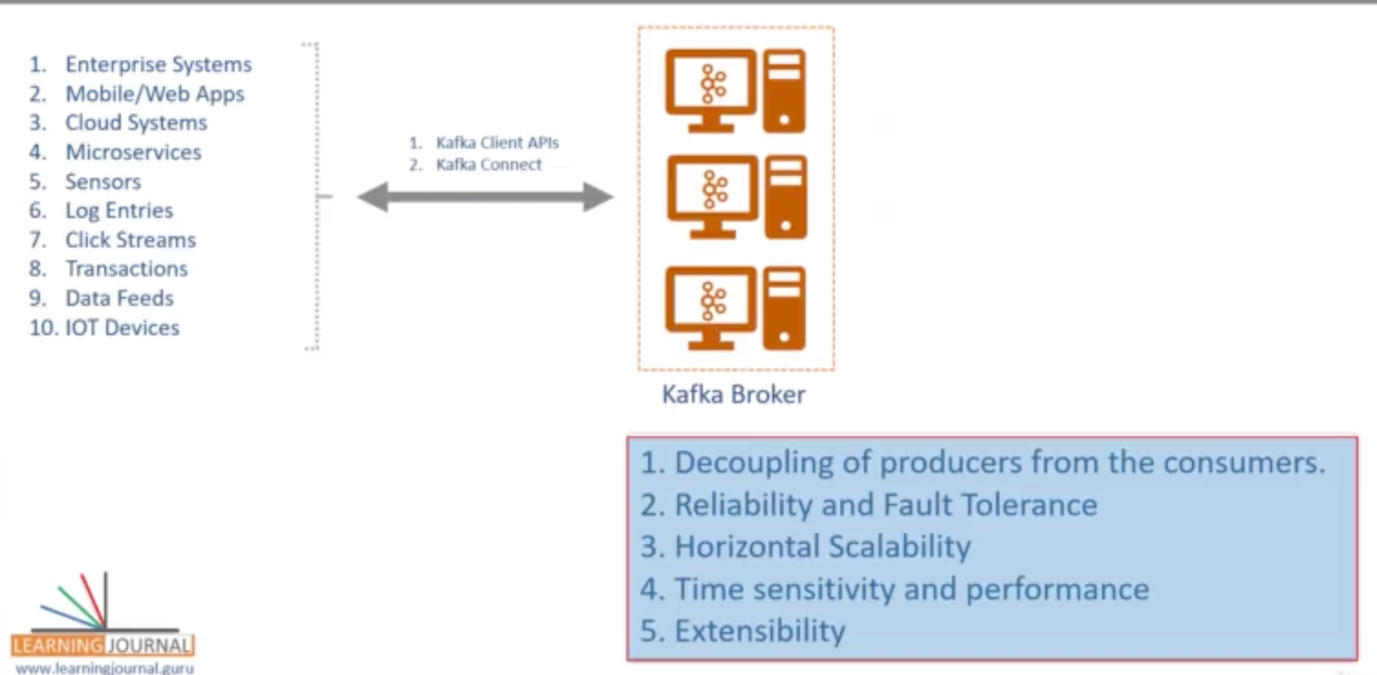 1. Enterprise Systems
2. Mobile/Web Apps
3. Cloud Systems
4. Microservices
5. Sensors
6. Log Entries
7. Click Streams
8. Transactions
9. Data Feeds
10. IOT Devices
1. Kafka Client APIs
2. Kafka Connect
Kafka Broker
1. Decoupling of producers from the consumers.
2. Reliability and Fault Tolerance
3. Horizontal Scalability
4. Time sensitivity and performance
5. Extensibility
LEARNING JOURNAL
www.learningjournal.guru